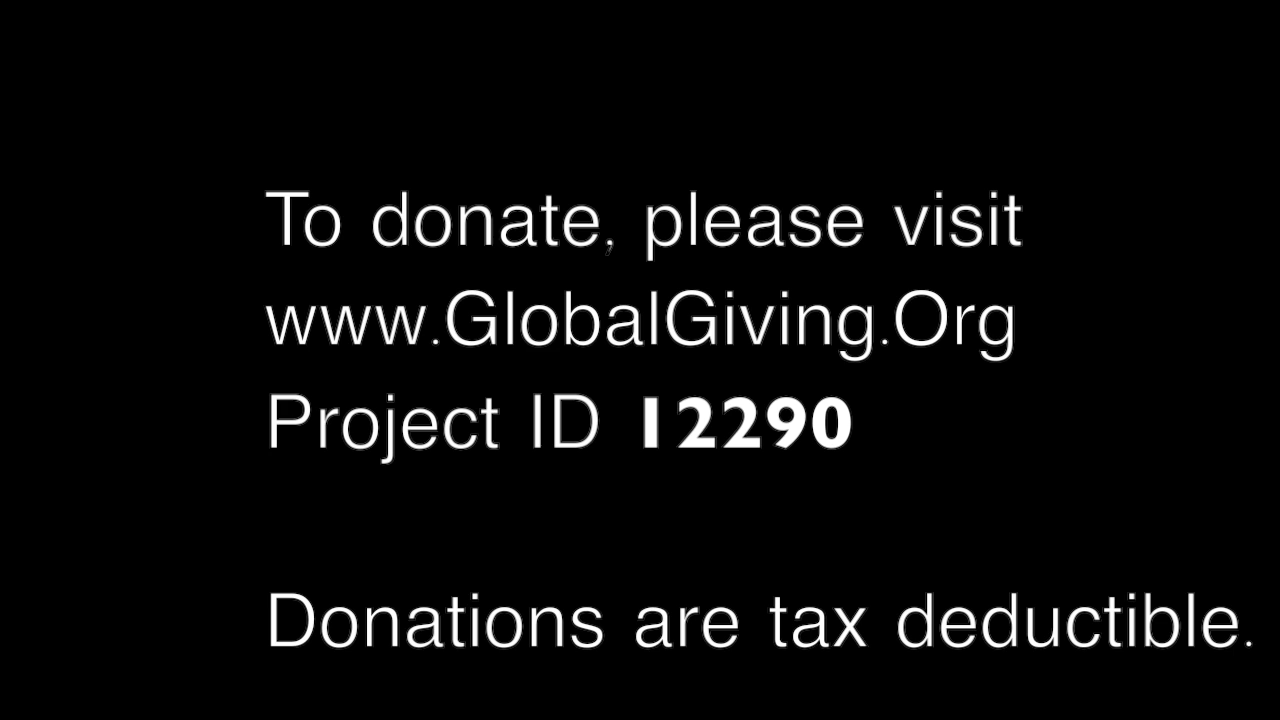 To donate, please visit
www.GlobalGiving.Org
Project ID 12290
Donations are tax deductible.